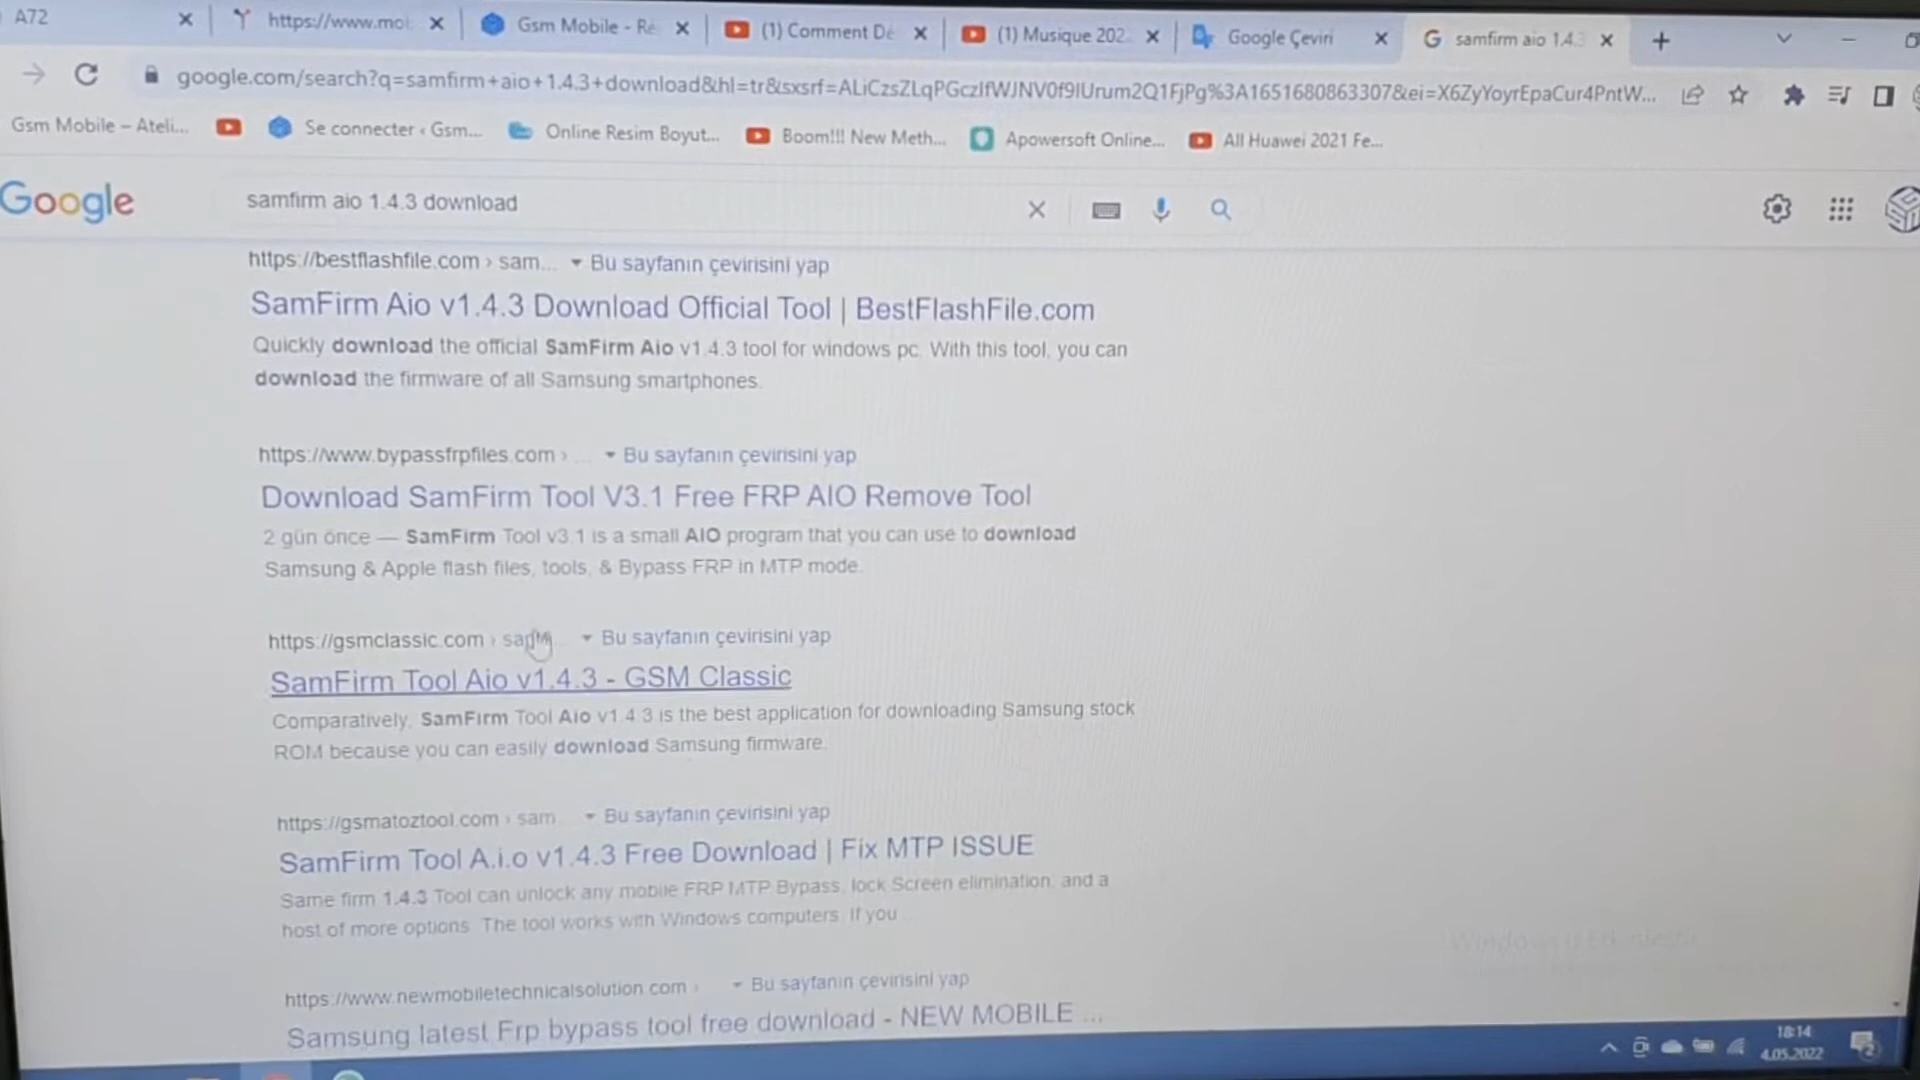 A72
https://www.mol
Gsm Mobile - Re
(1) Comment De
(1) Musique 202
Google Çeviri
samfirm aio 1.4.3
google.com/search?q=samfirm+aio+1.4.3+download&hl=tr&sxsrf=ALiCzsZLqPGczIfWJNV0f9IUrum2Q1FjPg%3A1651680863307&ei=X6ZyYoyrEpaCur4PntW...
Gsm Mobile – Ateli...
Se connecter ‹ Gsm...
Online Resim Boyut...
Boom!!! New Meth...
Apowersoft Online...
All Huawei 2021 Fe...
Google
samfirm aio 1.4.3 download
https://bestflashfile.com › sam... Bu sayfanın çevirisini yap
SamFirm Aio v1.4.3 Download Official Tool | BestFlashFile.com
Quickly download the official SamFirm Aio v1.4.3 tool for windows pc. With this tool, you can
download the firmware of all Samsung smartphones.
https://www.bypassfrpfiles.com › ... Bu sayfanın çevirisini yap
Download SamFirm Tool V3.1 Free FRP AIO Remove Tool
2 gün önce — SamFirm Tool v3.1 is a small AIO program that you can use to download
Samsung & Apple flash files, tools, & Bypass FRP in MTP mode.
https://gsmclassic.com › Bu sayfanın çevirisini yap
SamFirm Tool Aio v1.4.3 - GSM Classic
Comparatively, SamFirm Tool Aio v1.4.3 is the best application for downloading Samsung stock
ROM because you can easily download Samsung firmware.
https://gsmatoztool.com › sam... Bu sayfanın çevirisini yap
SamFirm Tool A.i.o v1.4.3 Free Download | Fix MTP ISSUE
Same firm 1.4.3 Tool can unlock any mobile FRP MTP Bypass, lock Screen elimination, and a
host of more options. The tool works with Windows computers. If you ...
https://www.newmobiletechnicalsolution.com › Bu sayfanın çevirisini yap
Samsung latest Frp bypass tool free download - NEW MOBILE ...
18:14
4.05.2022
2